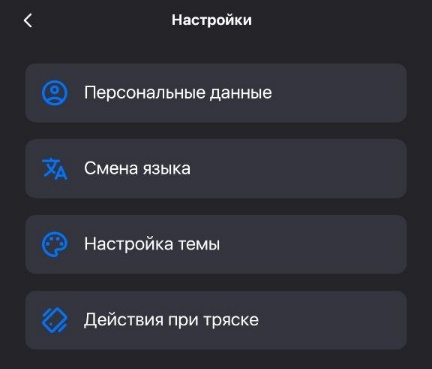 Настройки
Персональные данные
Смена языка
Настройка темы
Действия при тряске